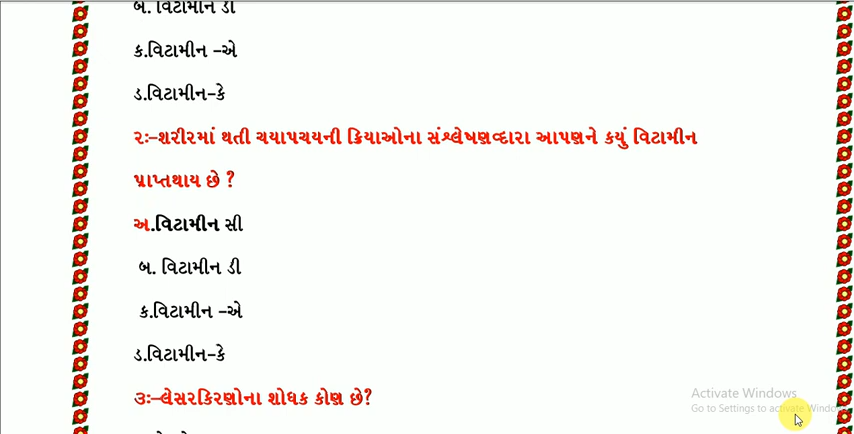 બ. વિટામીન ડી
ક.વિટામીન -એ
ડ.વિટામીન-કે
૨:-શરીરમાં થતી ચયાપચયની ક્રિયાઓના સંશ્લેષણવ્દારા આપણને કયું વિટામીન
પ્રાપ્તથાય છે ?
અ.વિટામીન સી
બ. વિટામીન ડી
ક.વિટામીન -એ
ડ.વિટામીન-કે
૩:-લેસરકિરણોના શોધક કોણ છે?
Activate Windows
Go to Settings to activate Windows